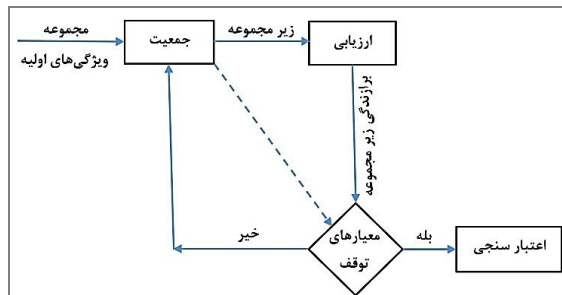 مجموعه
ویژگی‌های اولیه
جمعیت
زیر مجموعه
ارزیابی
برازندگی زیر مجموعه
معیارهای
توقف
خیر
بله
اعتبار سنجی